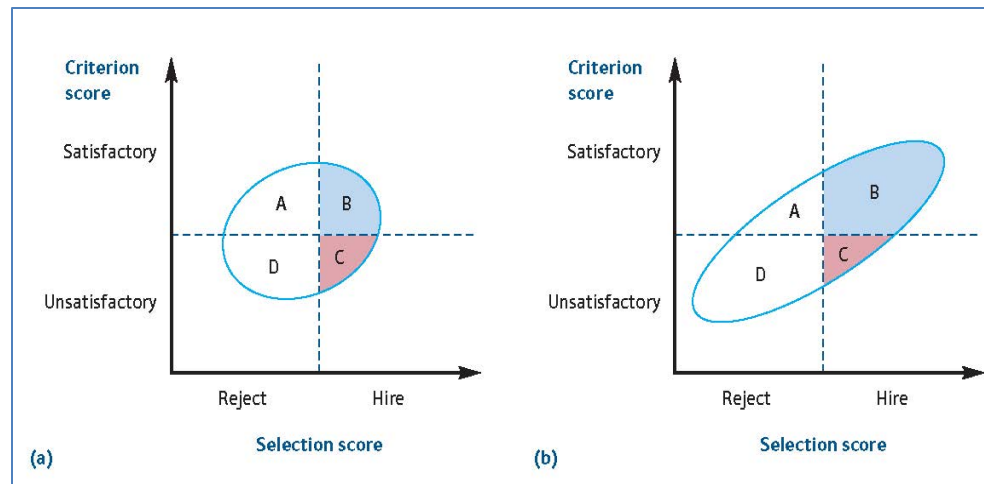 Criterion
score
Satisfactory
A
B
D
C
Unsatisfactory
Reject
Hire
Selection score
(a)
Criterion
score
Satisfactory
A
B
D
C
Unsatisfactory
Reject
Hire
Selection score
(b)